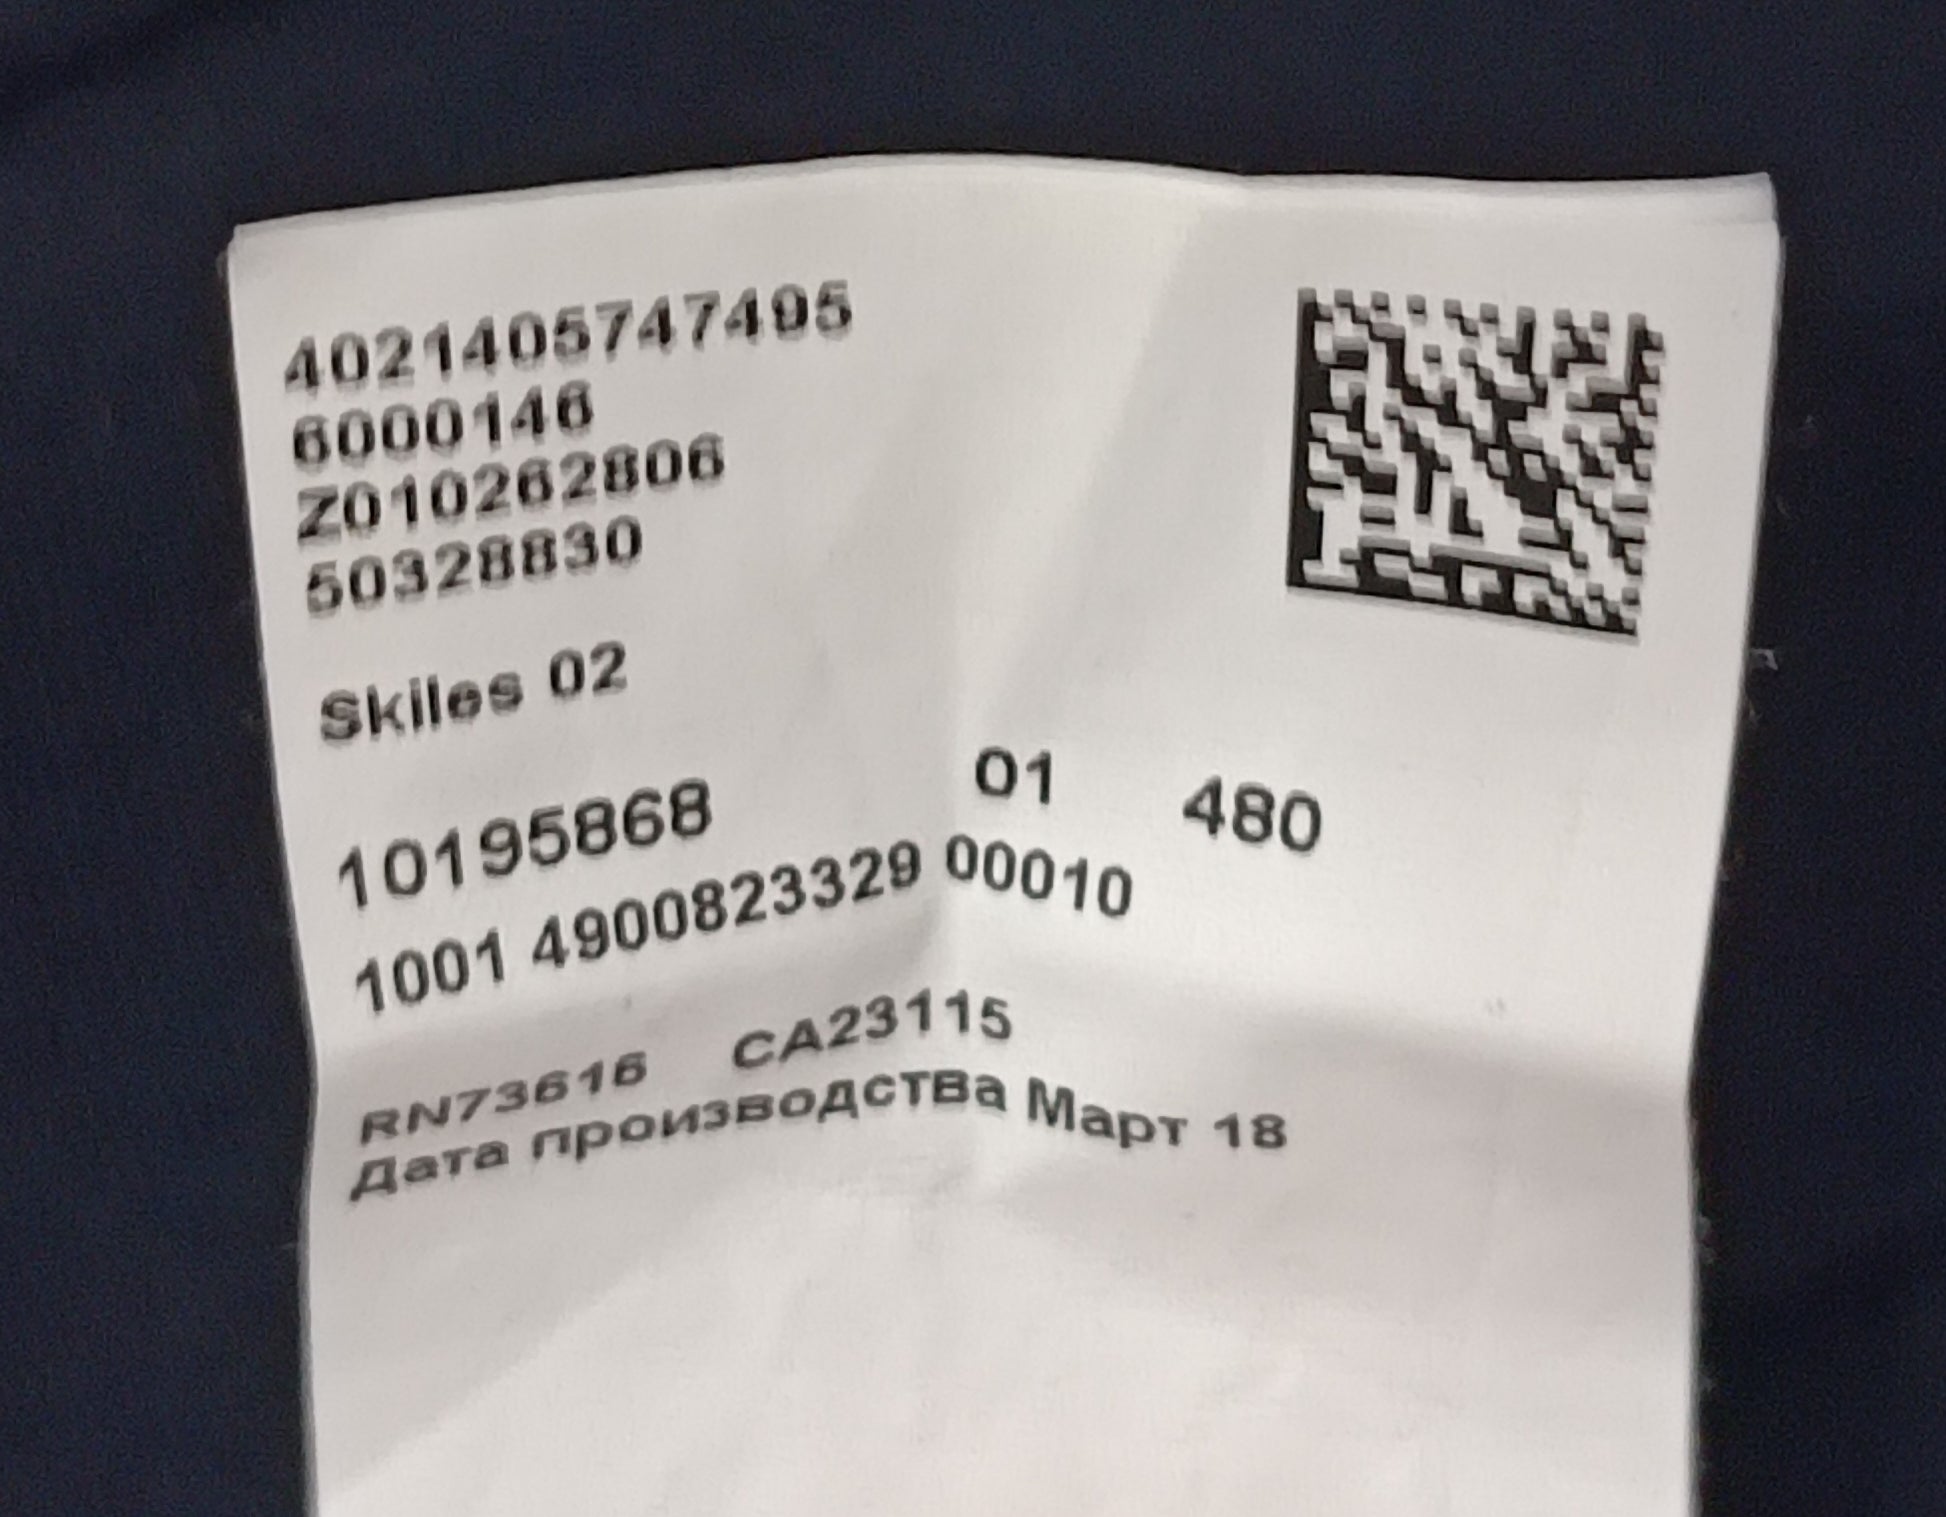 4021405747495
6000146
Z010262806
50328830
Skiles 02
10195868 01 480
1001 4900823329 00010
RN73616 CA23115
Дата производства Март 18